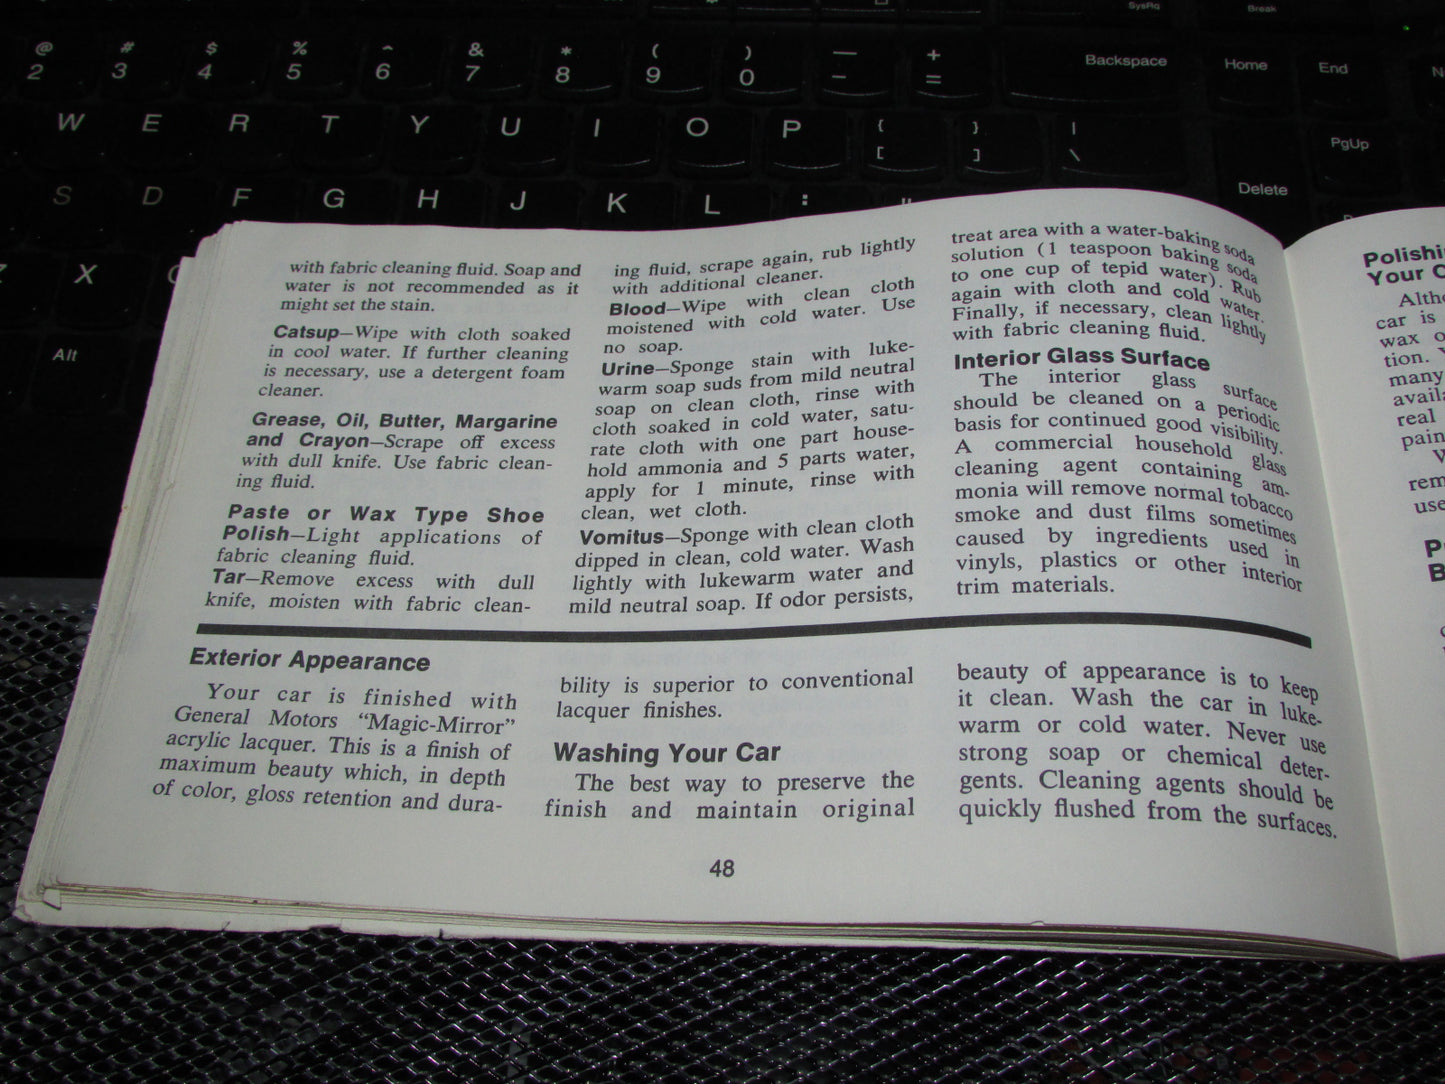 SysRq
Break
@
2
#
3
$
4
%
5
^
6
&
7
*
8
(
9
)
0
—
-
+
=
Backspace
Home
End
W
E
R
T
Y
U
I
O
P
{
[
}
]
|
\
PgUp
Delete
S
D
F
G
H
J
K
L
:
X
Alt
with fabric cleaning fluid. Soap and
water is not recommended as it
might set the stain.
Catsup—Wipe with cloth soaked
in cool water. If further cleaning
is necessary, use a detergent foam
cleaner.
Grease, Oil, Butter, Margarine
and Crayon—Scrape off excess
with dull knife. Use fabric clean-
ing fluid.
Paste or Wax Type Shoe
Polish—Light applications of
fabric cleaning fluid.
Tar—Remove excess with dull
knife, moisten with fabric clean-
ing fluid, scrape again, rub lightly
with additional cleaner.
Blood—Wipe with clean cloth
moistened with cold water. Use
no soap.
Urine—Sponge stain with luke-
warm soap suds from mild neutral
soap on clean cloth, rinse with
cloth soaked in cold water, satu-
rate cloth with one part house-
hold ammonia and 5 parts water,
apply for 1 minute, rinse with
clean, wet cloth.
Vomitus—Sponge with clean cloth
dipped in clean, cold water. Wash
lightly with lukewarm water and
mild neutral soap. If odor persists,
treat area with a water-baking soda
solution (1 teaspoon baking soda
to one cup of tepid water). Rub
again with cloth and cold water.
Finally, if necessary, clean lightly
with fabric cleaning fluid.
Interior Glass Surface
The interior glass surface
should be cleaned on a periodic
basis for continued good visibility.
A commercial household glass
cleaning agent containing am-
monia will remove normal tobacco
smoke and dust films sometimes
caused by ingredients used in
vinyls, plastics or other interior
trim materials.
Exterior Appearance
Your car is finished with
General Motors “Magic-Mirror”
acrylic lacquer. This is a finish of
maximum beauty which, in depth
of color, gloss retention and dura-
bility is superior to conventional
lacquer finishes.
Washing Your Car
The best way to preserve the
finish and maintain original
beauty of appearance is to keep
it clean. Wash the car in luke-
warm or cold water. Never use
strong soap or chemical deter-
gents. Cleaning agents should be
quickly flushed from the surfaces.
48
Your
car is
wax
tion.
many
real